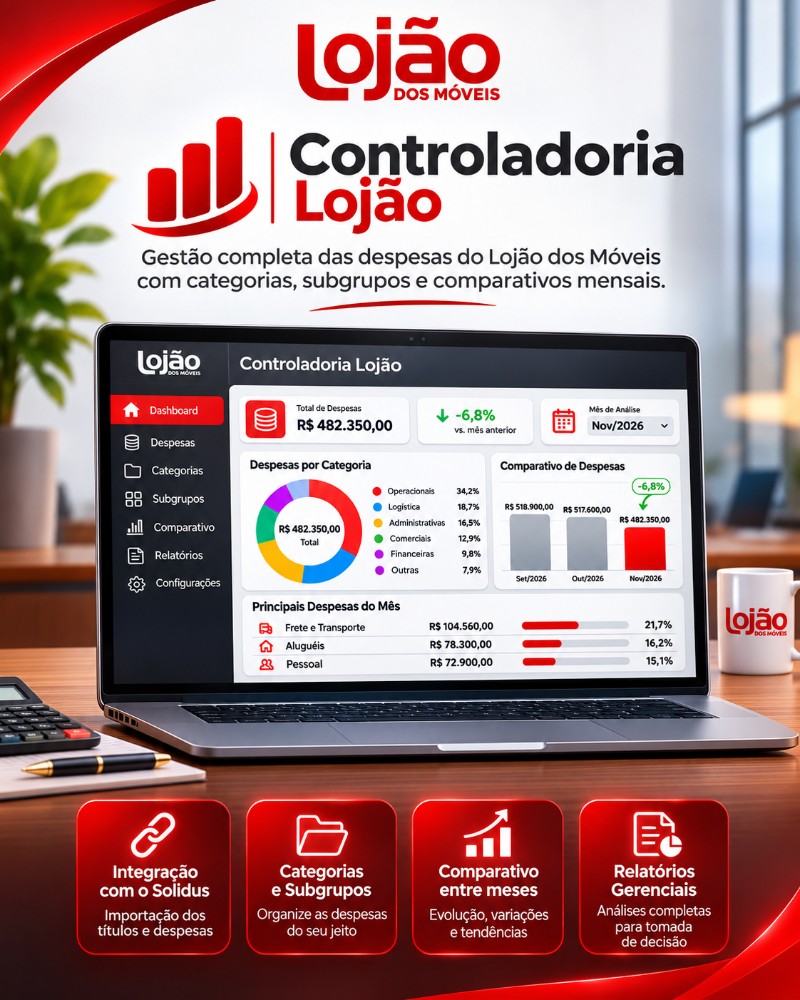 Lojão
DOS MÓVEIS
Controladoria
Lojão
Gestão completa das despesas do Lojão dos Móveis
com categorias, subgrupos e comparativos mensais.
Lojão
DOS MÓVEIS
Controladoria Lojão
Dashboard
Despesas
Categorias
Subgrupos
Comparativo
Relatórios
Configurações
Total de Despesas
R$ 482.350,00
-6,8%
vs. mês anterior
Mês de Análise
Nov/2026
Despesas por Categoria
R$ 482.350,00
Total
Operacionais 34,2%
Logística 18,7%
Administrativas 16,5%
Comerciais 12,9%
Financeiras 9,8%
Outras 7,9%
Comparativo de Despesas
-6,8%
R$ 518.900,00 R$ 517.600,00 R$ 482.350,00
Set/2026 Out/2026 Nov/2026
Principais Despesas do Mês
Frete e Transporte R$ 104.560,00 21,7%
Aluguéis R$ 78.300,00 16,2%
Pessoal R$ 72.900,00 15,1%
Lojão
DOS MÓVEIS
Integração
com o Solidus
Importação dos
títulos e despesas
Categorias
e Subgrupos
Organize as despesas
do seu jeito
Comparativo
entre meses
Evolução, variações
e tendências
Relatórios
Gerenciais
Análises completas
para tomada
de decisão